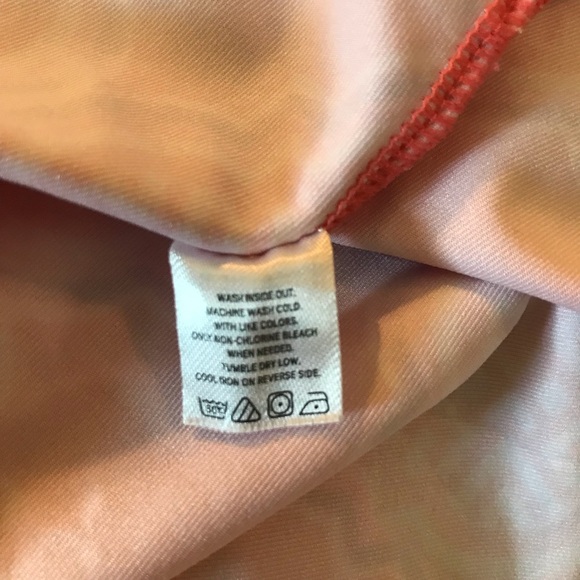 WASH INSIDE OUT.
MACHINE WASH COLD.
WITH LIKE COLORS.
ONLY NON-CHLORINE BLEACH
WHEN NEEDED.
TUMBLE DRY LOW.
COOL IRON ON REVERSE SIDE.
30°C